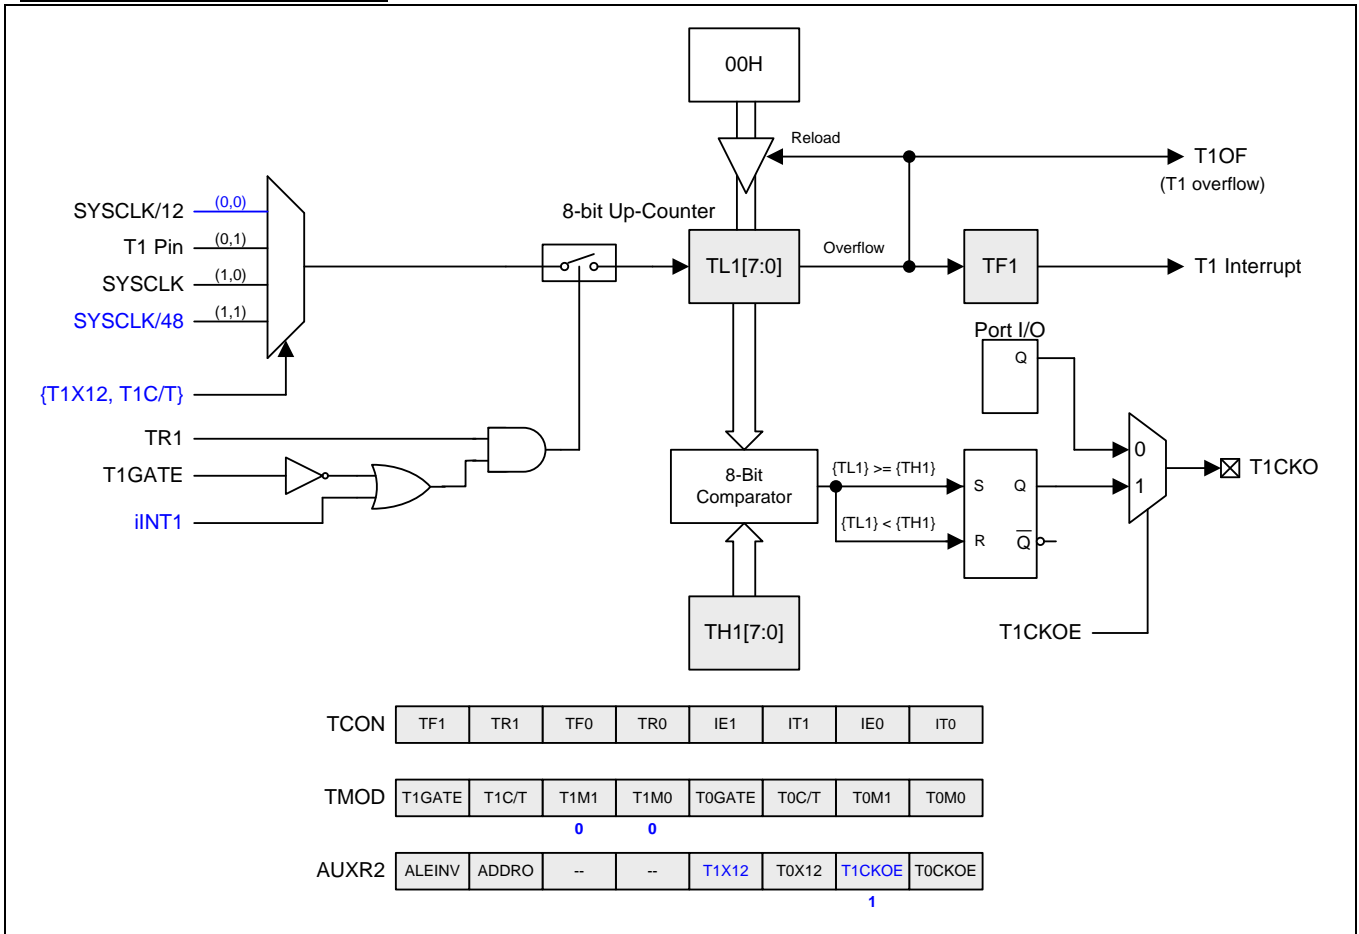 00H
Reload
T1OF
(T1 overflow)
SYSCLK/12 (0,0)
8-bit Up-Counter
T1 Pin (0,1)
Overflow
TL1[7:0]
TF1
T1 Interrupt
SYSCLK (1,0)
SYSCLK/48 (1,1)
Port I/O
Q
{T1X12, T1C/T}
TR1
T1GATE
iINT1
8-Bit
Comparator
{TL1} >= {TH1}
{TL1} < {TH1}
S Q
R Q
0
1
T1CKO
TH1[7:0]
T1CKOE
TCON TF1 TR1 TF0 TR0 IE1 IT1 IE0 IT0
TMOD T1GATE T1C/T T1M1 T1M0 T0GATE T0C/T T0M1 T0M0
0 0
AUXR2 ALEINV ADDRO -- -- T1X12 T0X12 T1CKOE T0CKOE
1